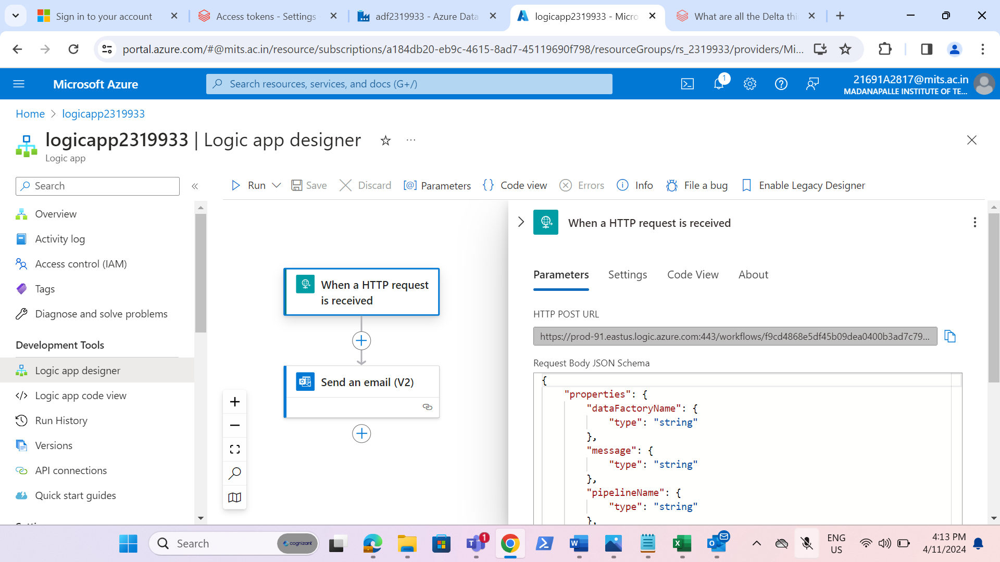 Sign in to your account
Access tokens - Settings
adf2319933 - Azure Data
logicapp2319933 - Micro
What are all the Delta thi
portal.azure.com/#@mits.ac.in/resource/subscriptions/a184db20-eb9c-4615-8ad7-45119690f798/resourceGroups/rs_2319933/providers/Mi...
Microsoft Azure
Search resources, services, and docs (G+/)
1
21691A2817@mits.ac.in
MADANAPALLE INSTITUTE OF TE...
Home > logicapp2319933
logicapp2319933 | Logic app designer
Logic app
Search
Run
Save
Discard
Parameters
Code view
Errors
Info
File a bug
Enable Legacy Designer
Overview
Activity log
Access control (IAM)
Tags
Diagnose and solve problems
Development Tools
Logic app designer
Logic app code view
Run History
Versions
API connections
Quick start guides
When a HTTP request
is received
Send an email (V2)
When a HTTP request is received
Parameters
Settings
Code View
About
HTTP POST URL
https://prod-91.eastus.logic.azure.com:443/workflows/f9cd4868e5df45b09dea0400b3ad7c79...
Request Body JSON Schema
{
"properties": {
"dataFactoryName": {
"type": "string"
},
"message": {
"type": "string"
},
"pipelineName": {
"type": "string"
},
Search
cognizant
1
ENG
US
4:13 PM
4/11/2024